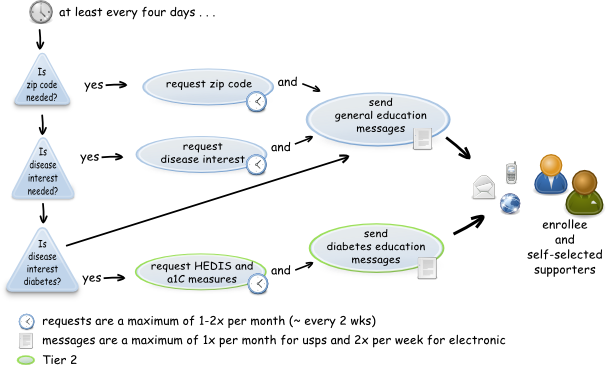 at least every four days . . .
Is
zip code
needed?
yes
request zip code
and
send
general education
messages
Is
disease
interest
needed?
yes
request
disease interest
and
Is
disease
interest
diabetes?
yes
request HEDIS and
a1C measures
and
send
diabetes education
messages
enrollee
and
self-selected
supporters
requests are a maximum of 1-2x per month (~ every 2 wks)
messages are a maximum of 1x per month for usps and 2x per week for electronic
Tier 2